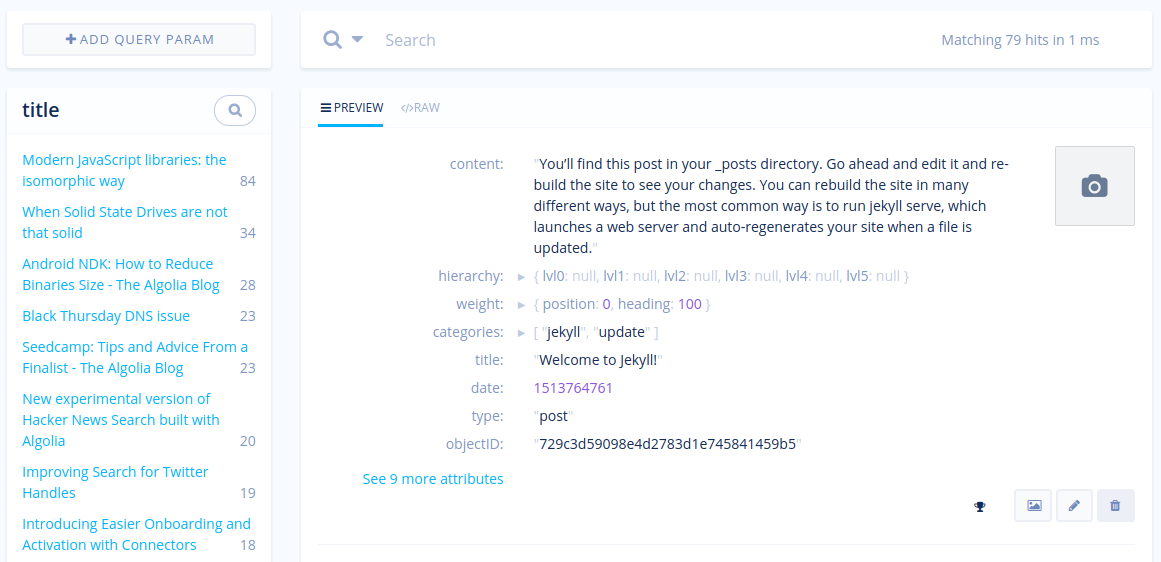 ADD QUERY PARAM
Search
Matching 79 hits in 1 ms
title
Modern JavaScript libraries: the
isomorphic way 84
When Solid State Drives are not
that solid 34
Android NDK: How to Reduce
Binaries Size - The Algolia Blog 28
Black Thursday DNS issue 23
Seedcamp: Tips and Advice From a
Finalist - The Algolia Blog 23
New experimental version of
Hacker News Search built with
Algolia 20
Improving Search for Twitter
Handles 19
Introducing Easier Onboarding and
Activation with Connectors 18
PREVIEW </>RAW
content: "You’ll find this post in your _posts directory. Go ahead and edit it and re-
build the site to see your changes. You can rebuild the site in many
different ways, but the most common way is to run jekyll serve, which
launches a web server and auto-regenerates your site when a file is
updated."
hierarchy: ▸ { lvl0: null, lvl1: null, lvl2: null, lvl3: null, lvl4: null, lvl5: null }
weight: ▸ { position: 0, heading: 100 }
categories: ▸ [ "jekyll", "update" ]
title: "Welcome to Jekyll!"
date: 1513764761
type: "post"
objectID: "729c3d59098e4d2783d1e745841459b5"
See 9 more attributes